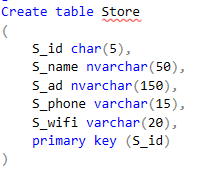 Create table Store
(
S_id char(5),
S_name nvarchar(50),
S_ad nvarchar(150),
S_phone varchar(15),
S_wifi varchar(20),
primary key (S_id)
)